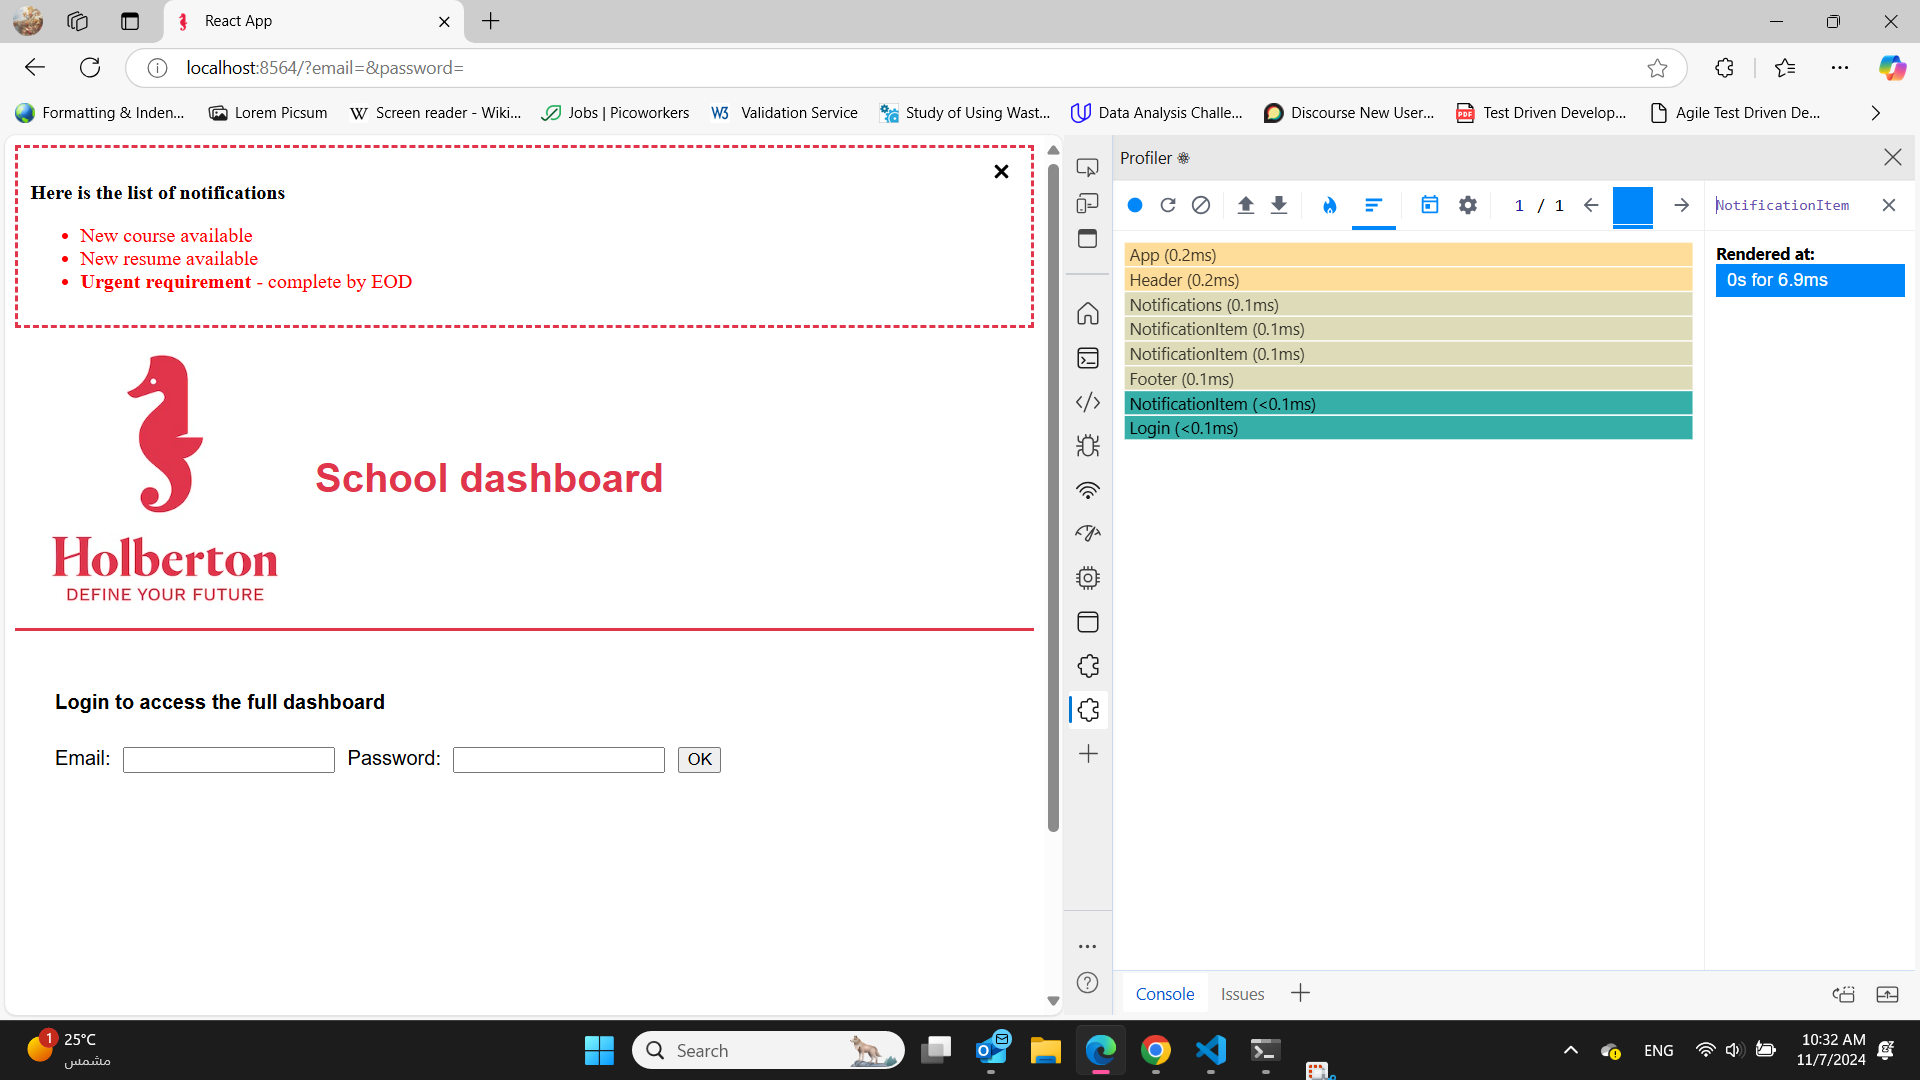 React App
localhost:8564/?email=&password=
Formatting & Inden...
Lorem Picsum
Screen reader - Wiki...
Jobs | Picoworkers
Validation Service
Study of Using Wast...
Data Analysis Challe...
Discourse New User...
Test Driven Develop...
Agile Test Driven De...
Here is the list of notifications
New course available
New resume available
Urgent requirement - complete by EOD
Holberton
DEFINE YOUR FUTURE
School dashboard
Login to access the full dashboard
Email:
Password:
OK
Profiler
1 / 1
NotificationItem
App (0.2ms)
Header (0.2ms)
Notifications (0.1ms)
NotificationItem (0.1ms)
NotificationItem (0.1ms)
Footer (0.1ms)
NotificationItem (<0.1ms)
Login (<0.1ms)
Rendered at:
0s for 6.9ms
Console
Issues
1
25°C
مشمس
Search
ENG
10:32 AM
11/7/2024